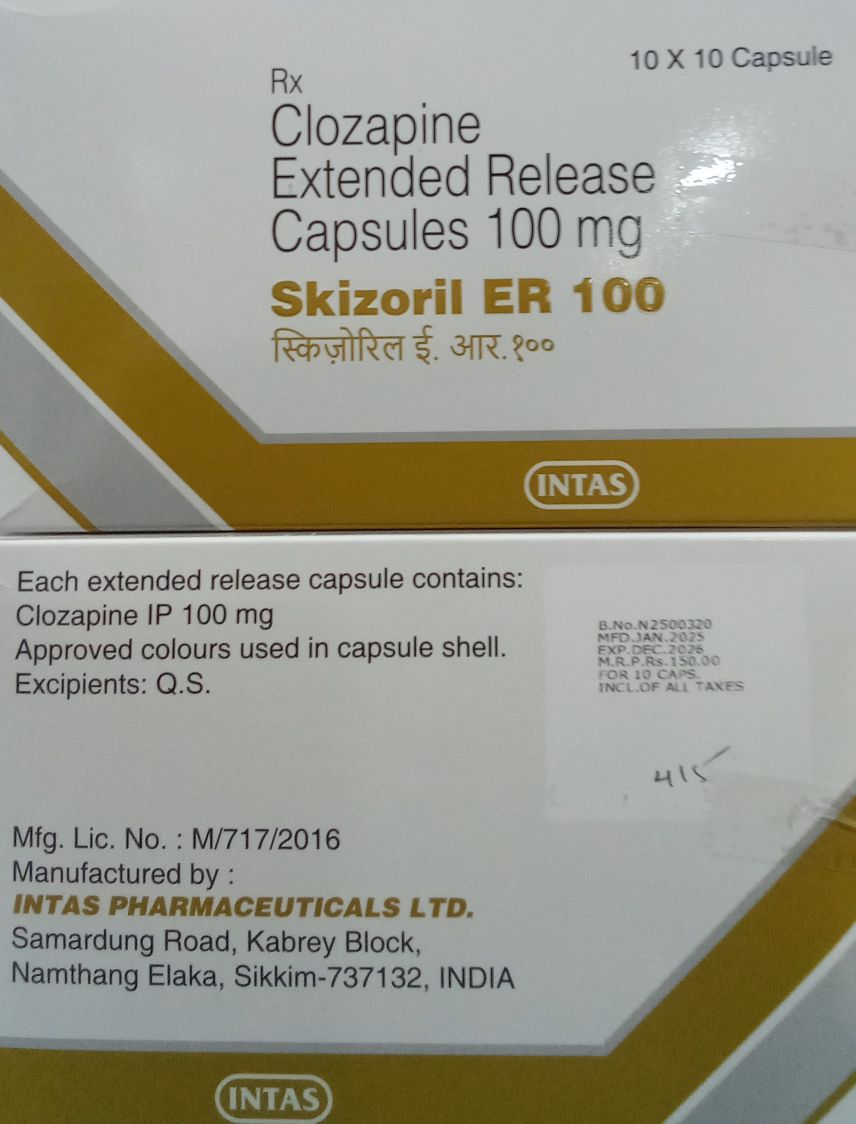 10 X 10 Capsule
Rx
Clozapine
Extended Release
Capsules 100 mg
Skizoril ER 100
स्किज़ोरिल ई. आर.१००
INTAS
Each extended release capsule contains:
Clozapine IP 100 mg
Approved colours used in capsule shell.
Excipients: Q.S.
B.No.N2500320
MFD.JAN.2025
EXP.DEC.2026
M.R.P.Rs.150.00
FOR 10 CAPS.
INCL.OF ALL TAXES
415
Mfg. Lic. No. : M/717/2016
Manufactured by :
INTAS PHARMACEUTICALS LTD.
Samardung Road, Kabrey Block,
Namthang Elaka, Sikkim-737132, INDIA
INTAS